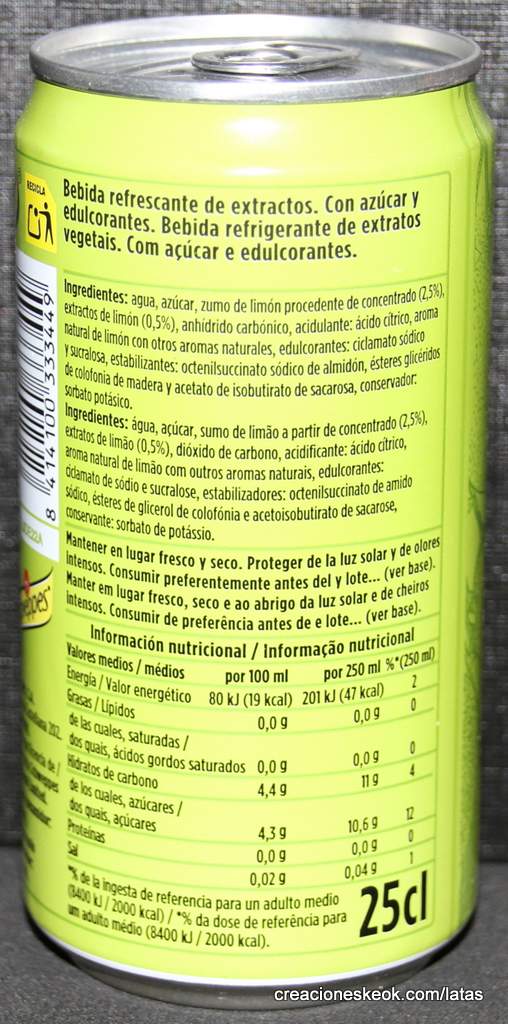 RECICLA
Bebida refrescante de extractos. Con azúcar y
edulcorantes. Bebida refrigerante de extratos
vegetais. Com açúcar e edulcorantes.
Ingredientes: agua, azúcar, zumo de limón procedente de concentrado (2,5%),
extractos de limón (0,5%), anhídrido carbónico, acidulante: ácido cítrico, aroma
natural de limón con otros aromas naturales, edulcorantes: ciclamato sódico
y sucralosa, estabilizantes: octenilsuccinato sódico de almidón, ésteres glicéridos
de colofonia de madera y acetato de isobutirato de sacarosa, conservador:
sorbato potásico.
Ingredientes: água, açúcar, sumo de limão a partir de concentrado (2,5%),
extratos de limão (0,5%), dióxido de carbono, acidificante: ácido cítrico,
aroma natural de limão com outros aromas naturais, edulcorantes:
ciclamato de sódio e sucralose, estabilizadores: octenilsuccinato de amido
sódico, ésteres de glicerol de colofónia e acetoisobutirato de sacarose,
conservante: sorbato de potássio.
8 414100 333449
Mantener en lugar fresco y seco. Proteger de la luz solar y de olores
intensos. Consumir preferentemente antes del y lote... (ver base).
Manter em lugar fresco, seco e ao abrigo da luz solar e de cheiros
intensos. Consumir de preferência antes de e lote... (ver base).
Información nutricional / Informação nutricional
Valores medios / médios por 100 ml por 250 ml %*(250 ml)
Energía / Valor energético 80 kJ (19 kcal) 201 kJ (47 kcal) 2
Grasas / Lípidos 0,0 g 0,0 g 0
de las cuales, saturadas /
dos quais, ácidos gordos saturados 0,0 g 0,0 g 0
Hidratos de carbono 4,4 g 11 g 4
de los cuales, azúcares /
dos quais, açúcares 4,3 g 10,6 g 12
Proteínas 0,0 g 0,0 g 0
Sal 0,02 g 0,04 g 1
*% de la ingesta de referencia para un adulto medio
(8400 kJ / 2000 kcal) / *% da dose de referência para
um adulto médio (8400 kJ / 2000 kcal).
25cl
creacioneskeok.com/latas